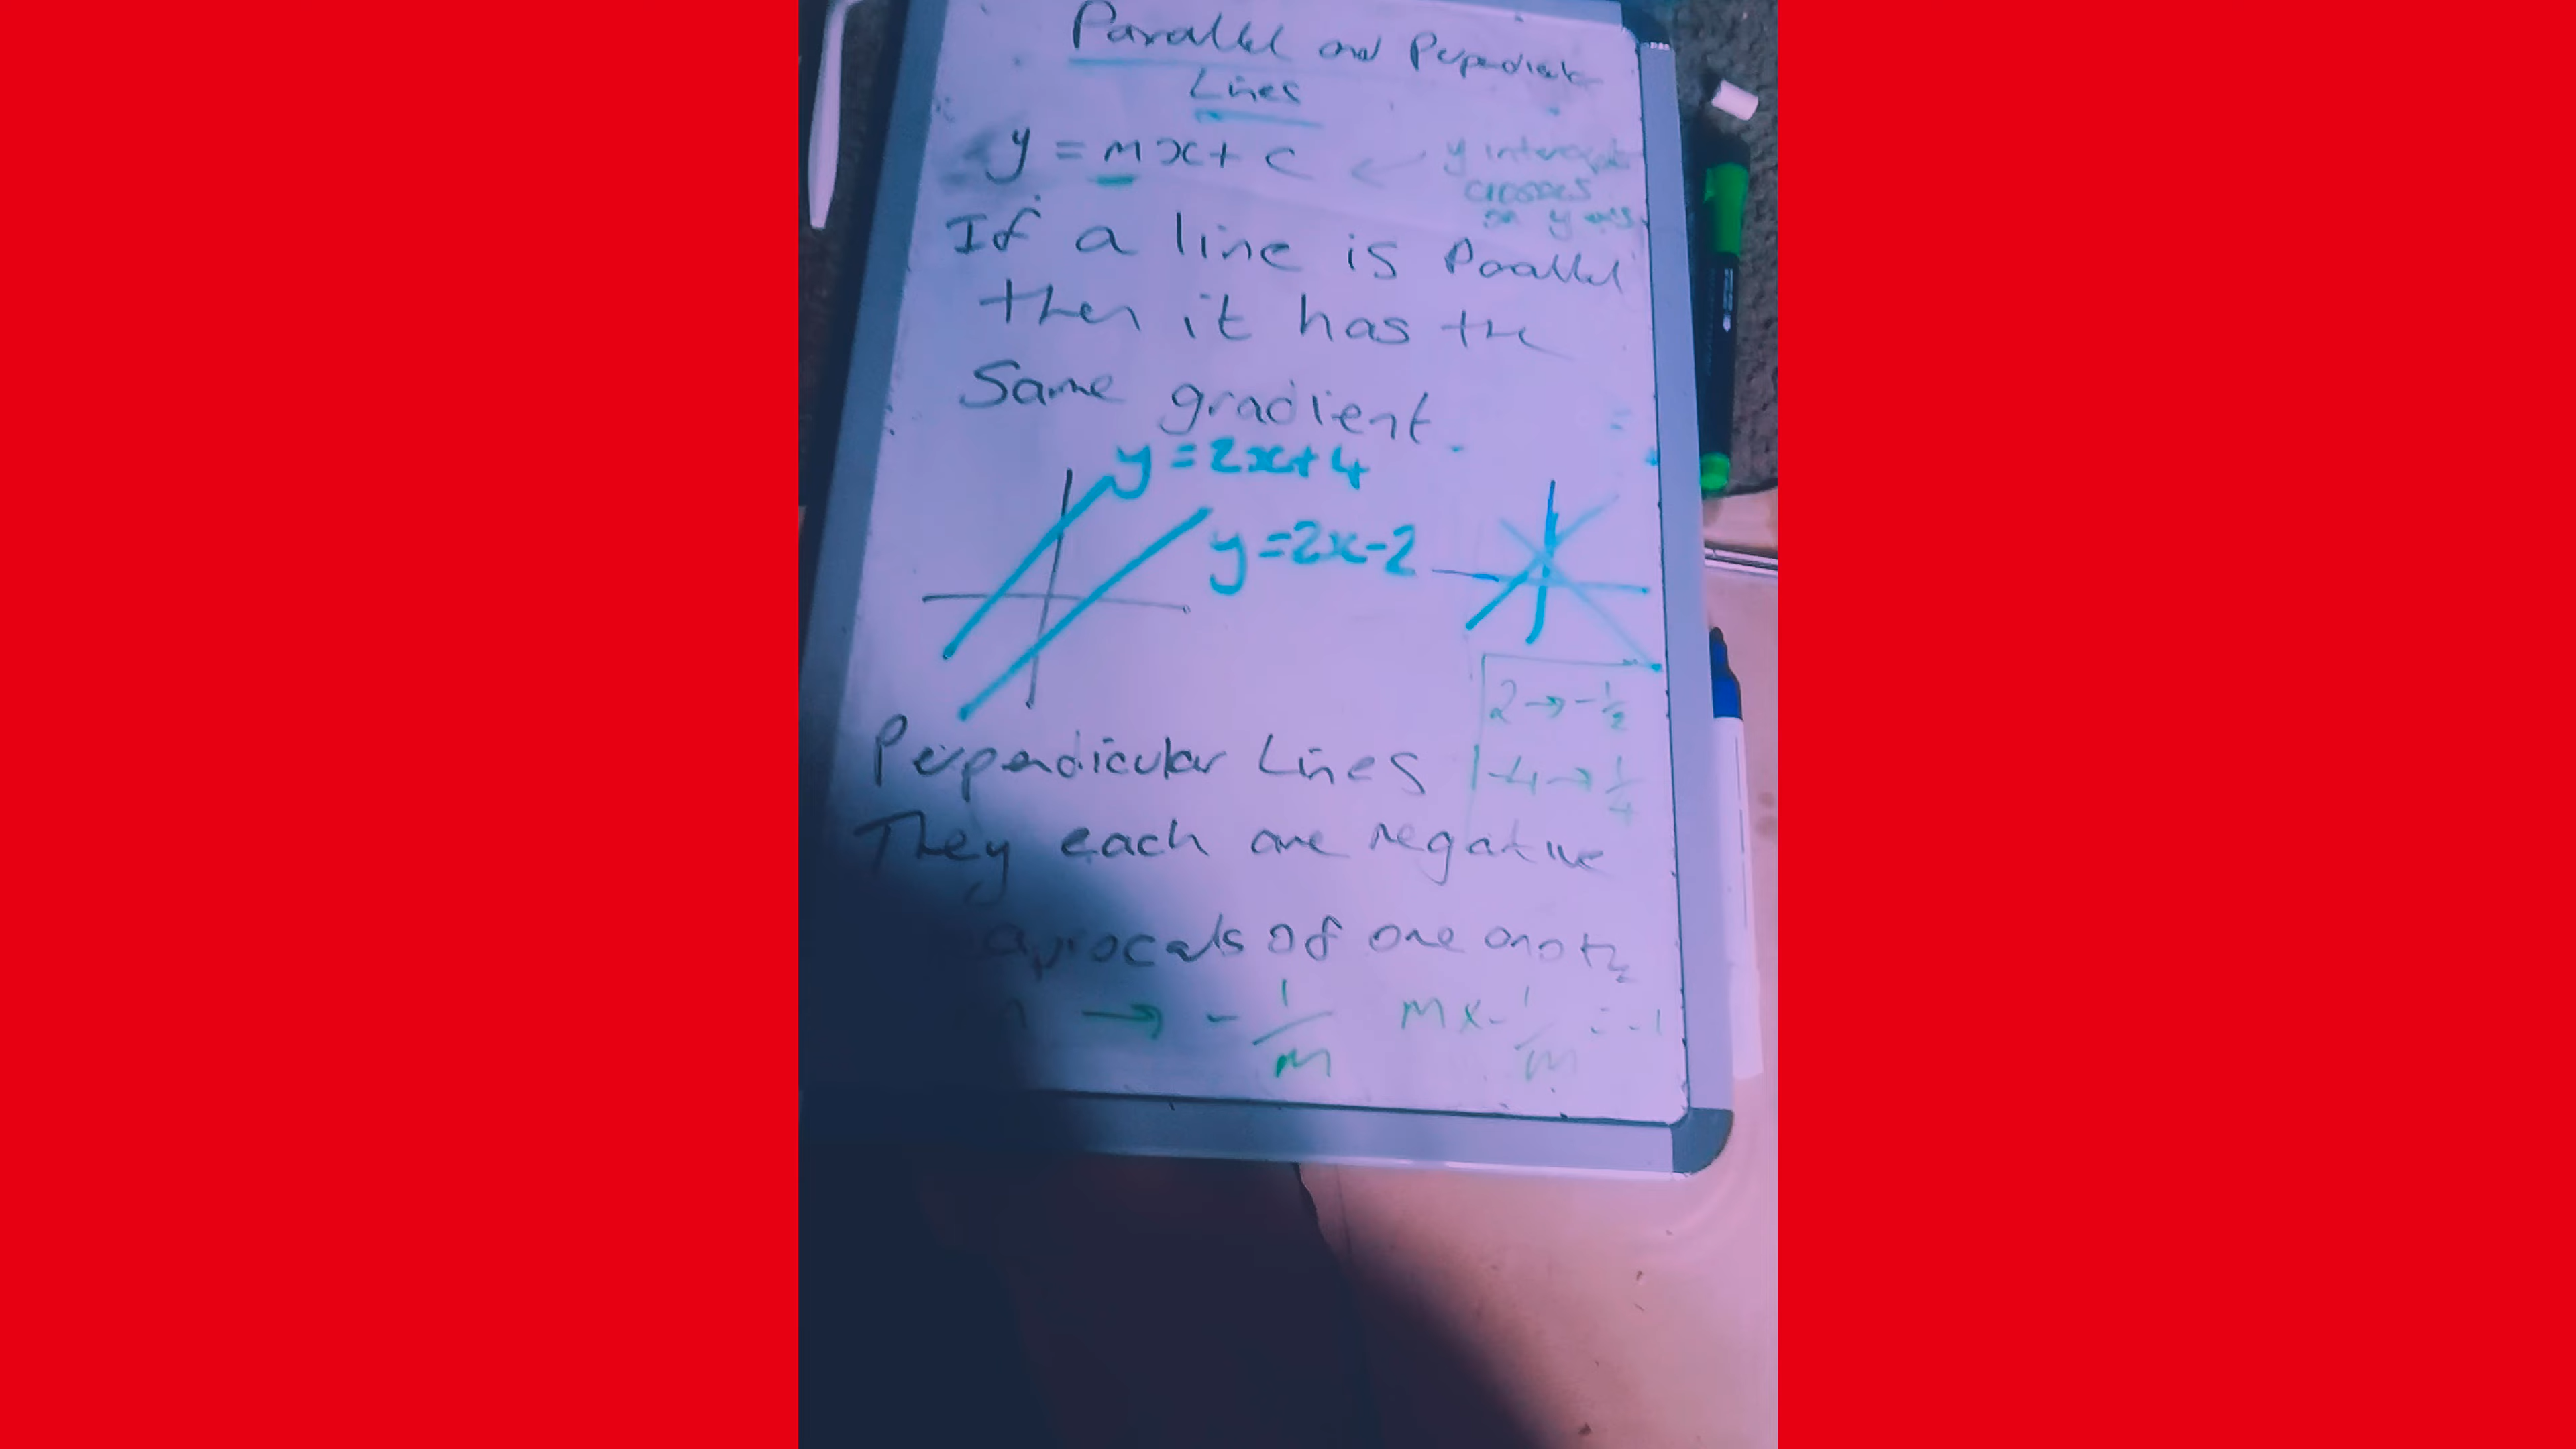 Parallel and Perpendicular
Lines
y = mx + c ← y intercept
crosses
on y axis
If a line is Parallel
then it has the
Same gradient.
y = 2x+4
y = 2x-2
2 → -1/2
-4 → 1/4
Perpendicular Lines
They each are negative
of one
→ - 1/m m x - 1/m = -1